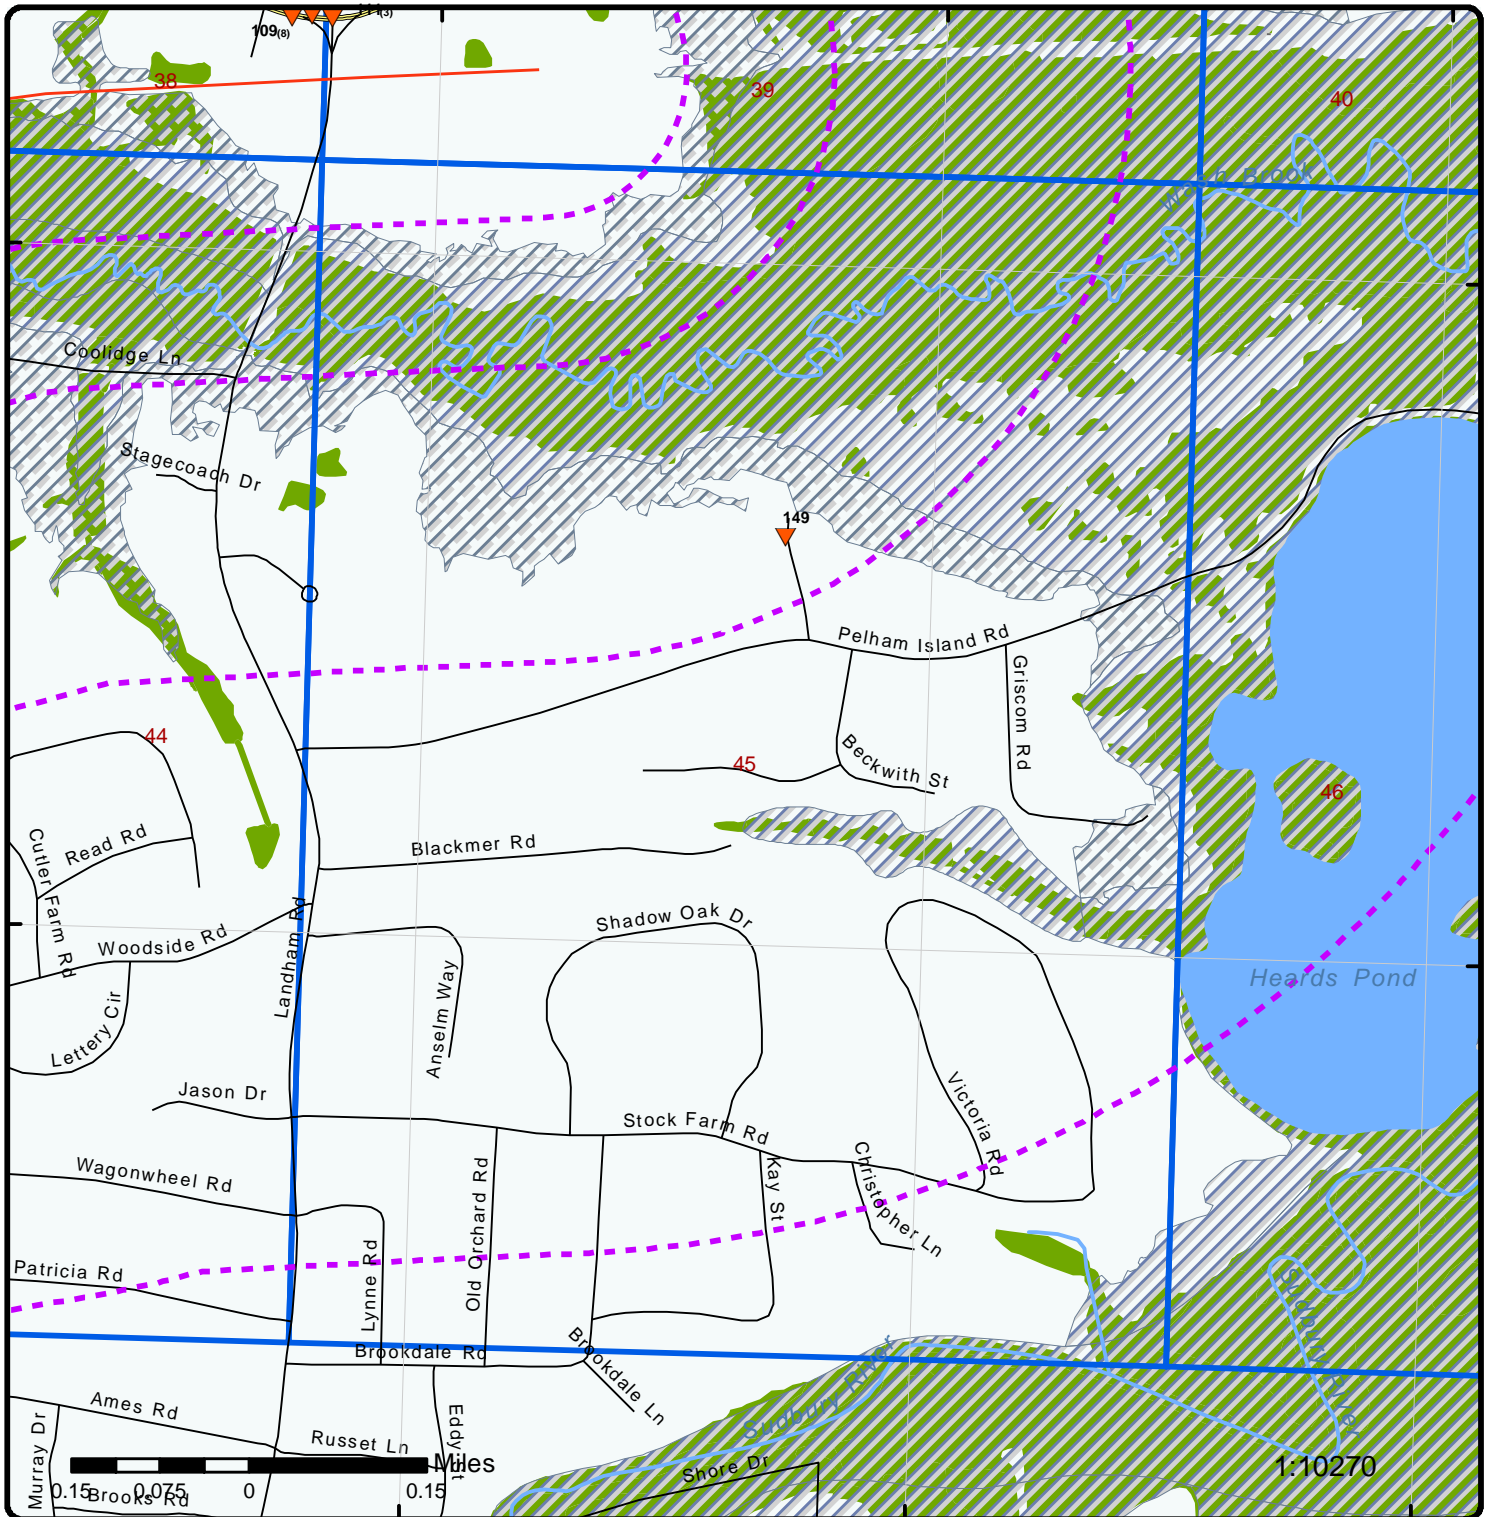 109(8)
(3)
38
39
40
Wash Brook
Coolidge Ln
Stagecoach Dr
149
Pelham Island Rd
Griscom Rd
44
Beckwith St
45
46
Cutler Farm Rd
Read Rd
Blackmer Rd
Landham Rd
Woodside Rd
Shadow Oak Dr
Anselm Way
Heards Pond
Lettery Cir
Jason Dr
Stock Farm Rd
Victoria Rd
Wagonwheel Rd
Old Orchard Rd
Kay St
Christopher Ln
Patricia Rd
Lynne Rd
Brookdale Rd
Brookdale Ln
Sudbury River
Sudbury River
Ames Rd
Murray Dr
Russet Ln
Eddy St
Miles
Shore Dr
1:10270
0.15 0.075 0 0.15
Brooks Rd